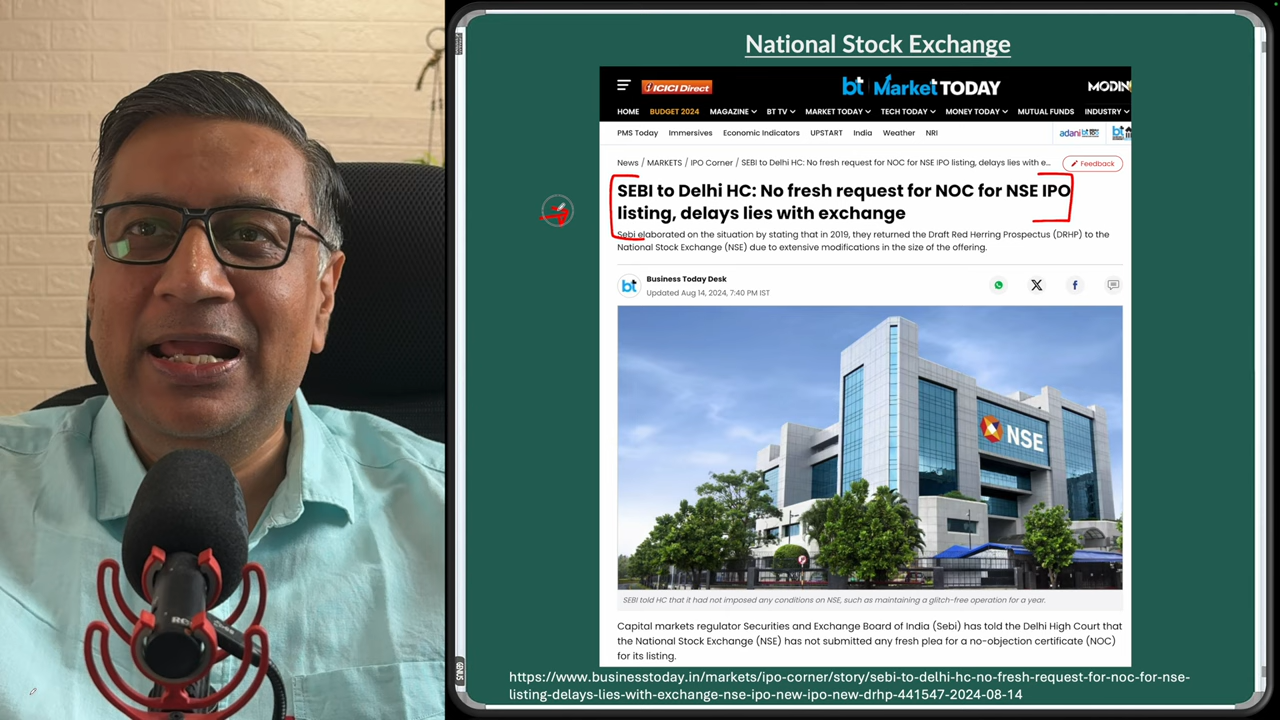 National Stock Exchange
ICICI Direct
bt Market TODAY
MODIN
HOME BUDGET 2024 MAGAZINE BT TV MARKET TODAY TECH TODAY MONEY TODAY MUTUAL FUNDS INDUSTRY
PMS Today Immersives Economic Indicators UPSTART India Weather NRI
adani
bt
News / MARKETS / IPO Corner / SEBI to Delhi HC: No fresh request for NOC for NSE IPO listing, delays lies with e...
Feedback
SEBI to Delhi HC: No fresh request for NOC for NSE IPO
listing, delays lies with exchange
Sebi elaborated on the situation by stating that in 2019, they returned the Draft Red Herring Prospectus (DRHP) to the
National Stock Exchange (NSE) due to extensive modifications in the size of the offering.
bt
Business Today Desk
Updated Aug 14, 2024, 7:40 PM IST
NSE
SEBI told HC that it had not imposed any conditions on NSE, such as maintaining a glitch-free operation for a year.
Capital markets regulator Securities and Exchange Board of India (Sebi) has told the Delhi High Court that
the National Stock Exchange (NSE) has not submitted any fresh plea for a no-objection certificate (NOC)
for its listing.
https://www.businesstoday.in/markets/ipo-corner/story/sebi-to-delhi-hc-no-fresh-request-for-noc-for-nse-
listing-delays-lies-with-exchange-nse-ipo-new-ipo-new-drhp-441547-2024-08-14